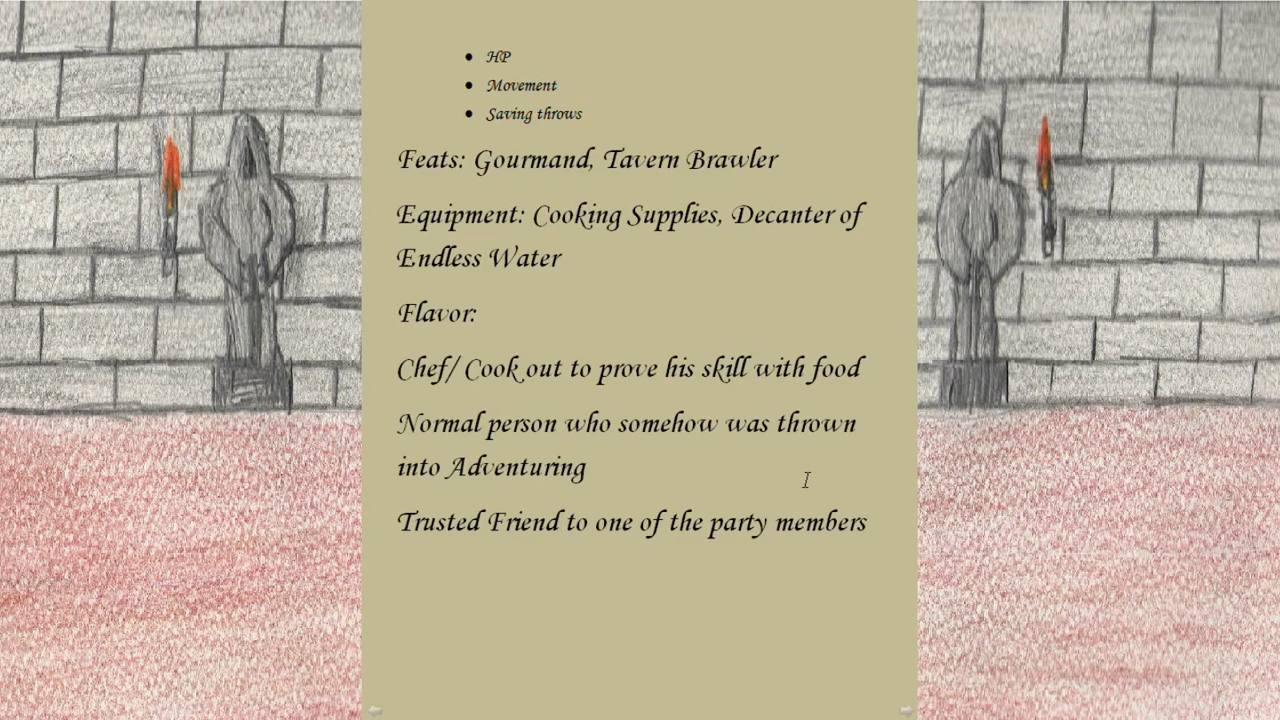 HP
Movement
Saving throws
Feats: Gourmand, Tavern Brawler
Equipment: Cooking Supplies, Decanter of
Endless Water
Flavor:
Chef/ Cook out to prove his skill with food
Normal person who somehow was thrown
into Adventuring
Trusted Friend to one of the party members